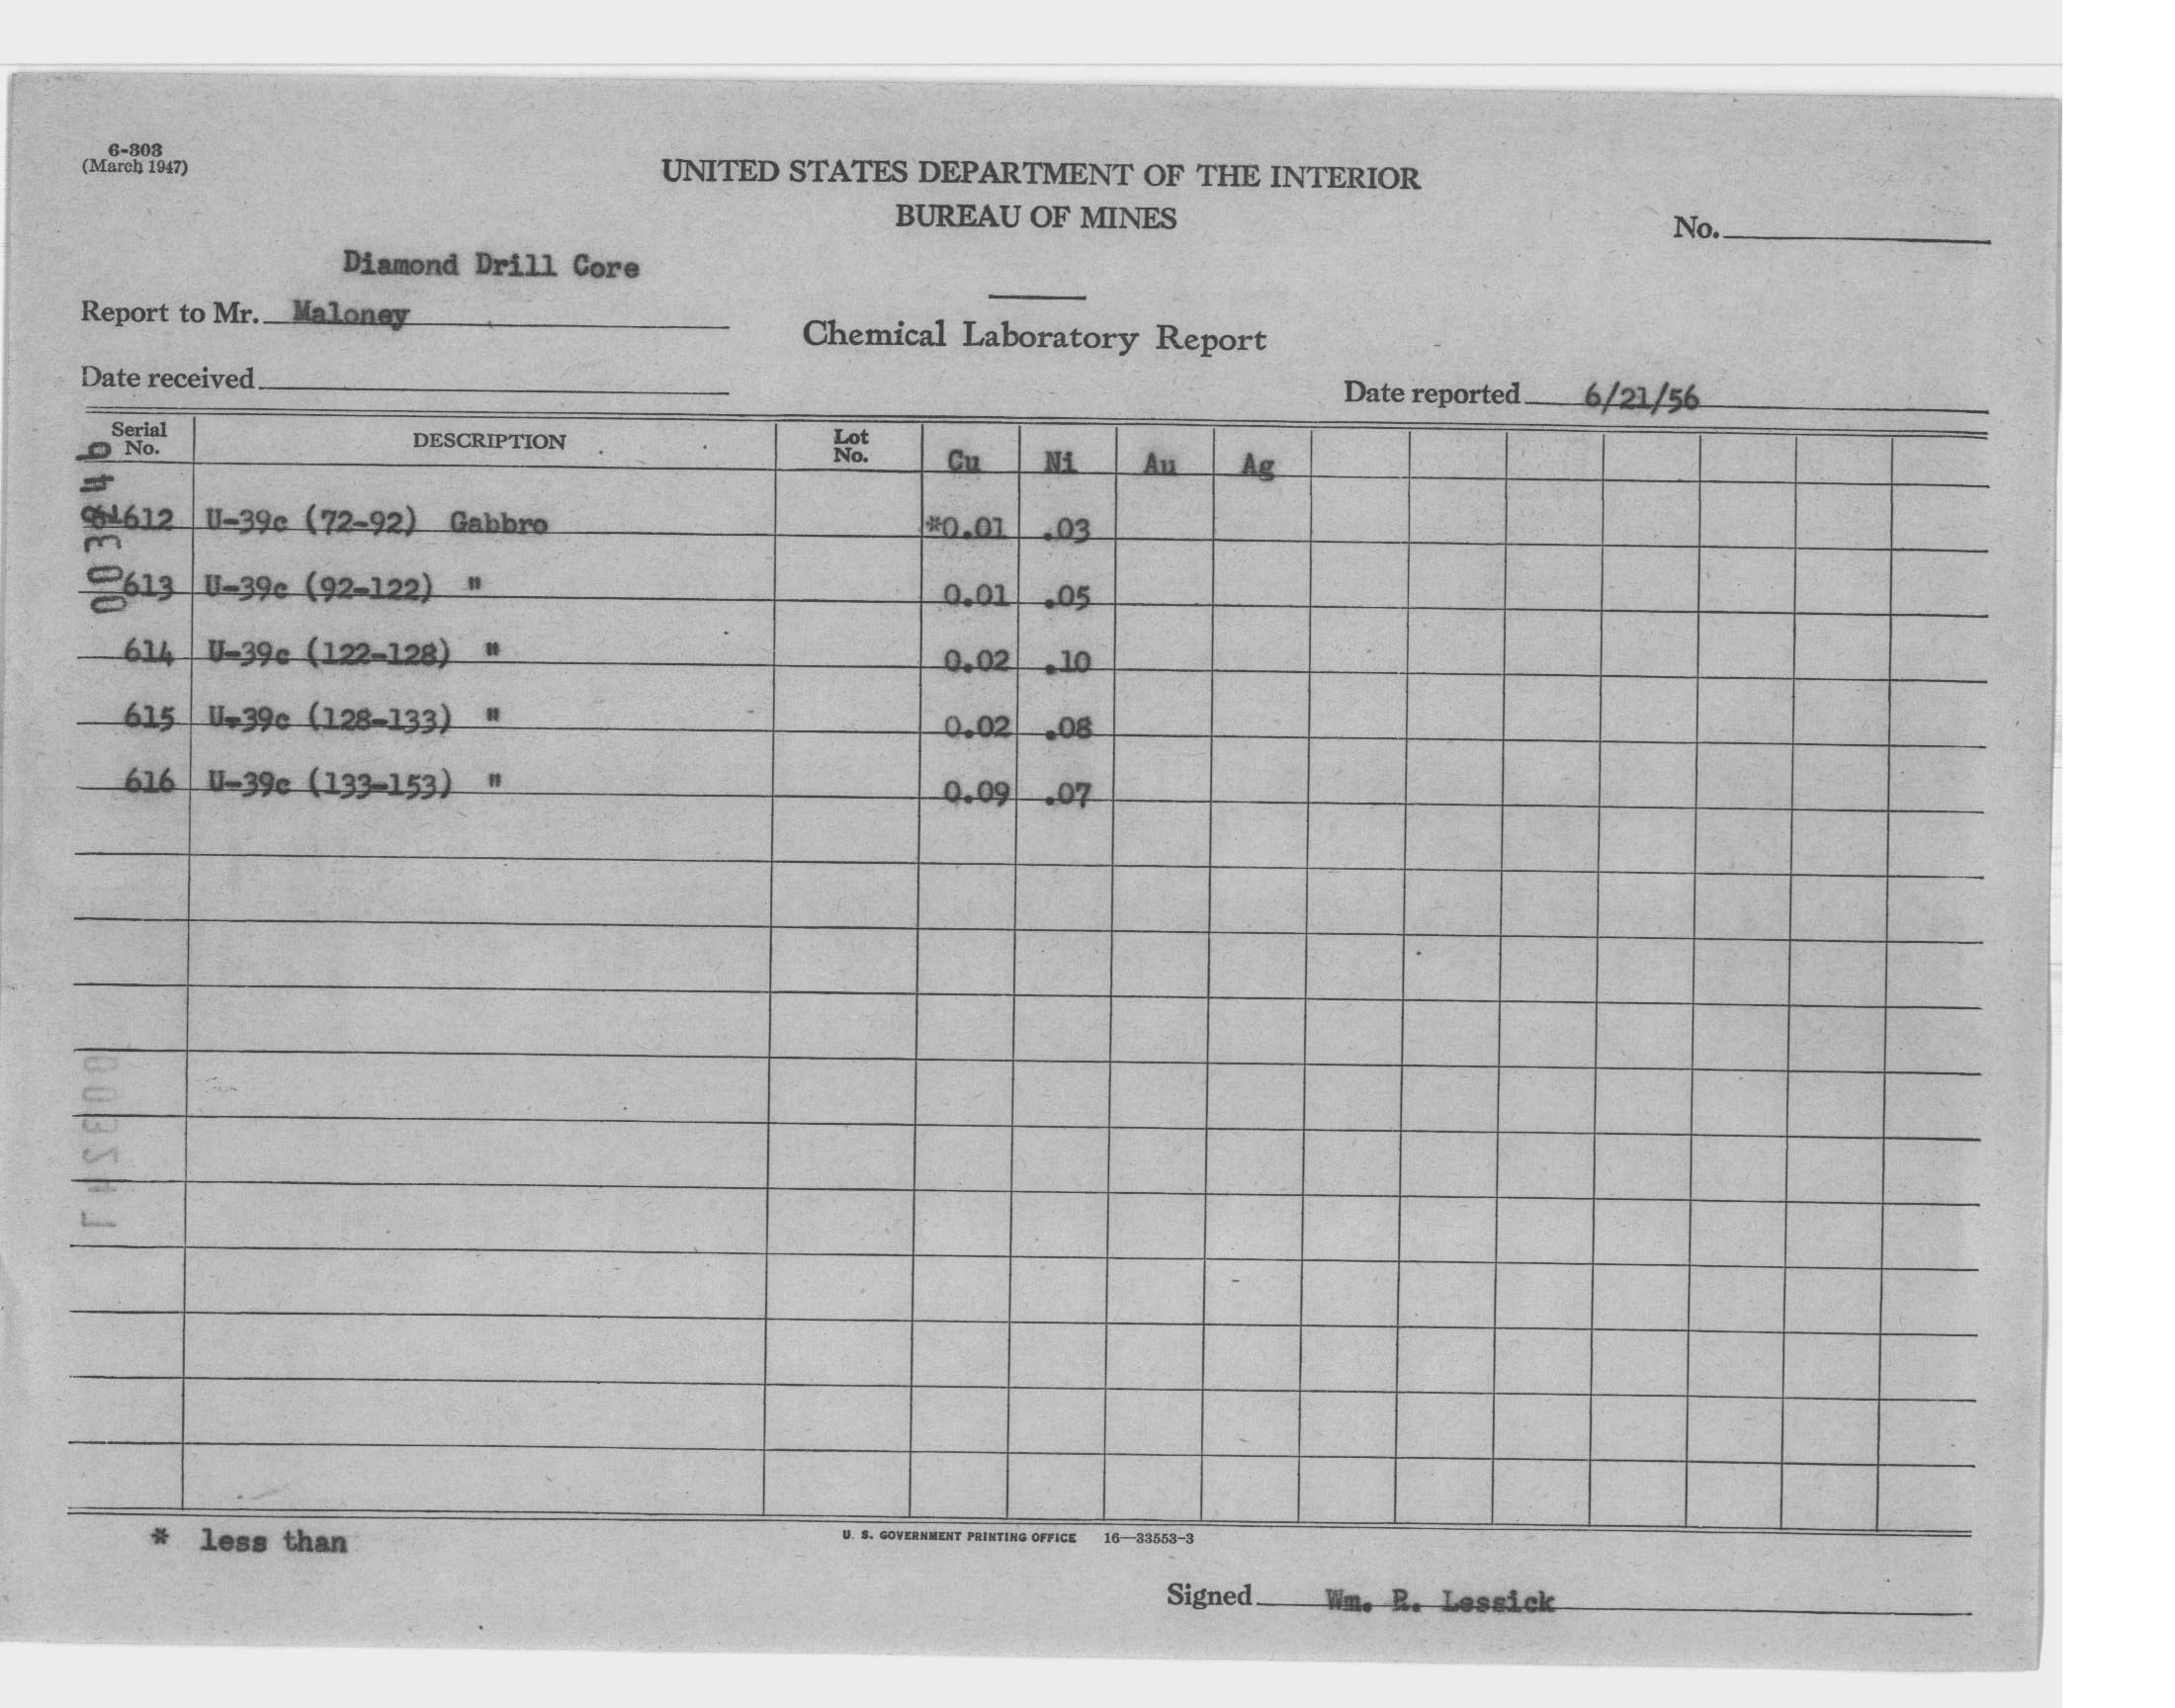 6-303
(March 1947)
UNITED STATES DEPARTMENT OF THE INTERIOR
BUREAU OF MINES
No.
Diamond Drill Core
Report to Mr. Maloney
Chemical Laboratory Report
Date received
Date reported 6/21/56
Serial No. DESCRIPTION Lot No. Cu Ni Au Ag
612 U-39c (72-92) Gabbro *0.01 .03
613 U-39c (92-122) " 0.01 .05
614 U-39c (122-128) " 0.02 .10
615 U-39c (128-133) " 0.02 .08
616 U-39c (133-153) " 0.09 .07
* less than
U. S. GOVERNMENT PRINTING OFFICE 16—33553-3
Signed Wm. R. Lessick